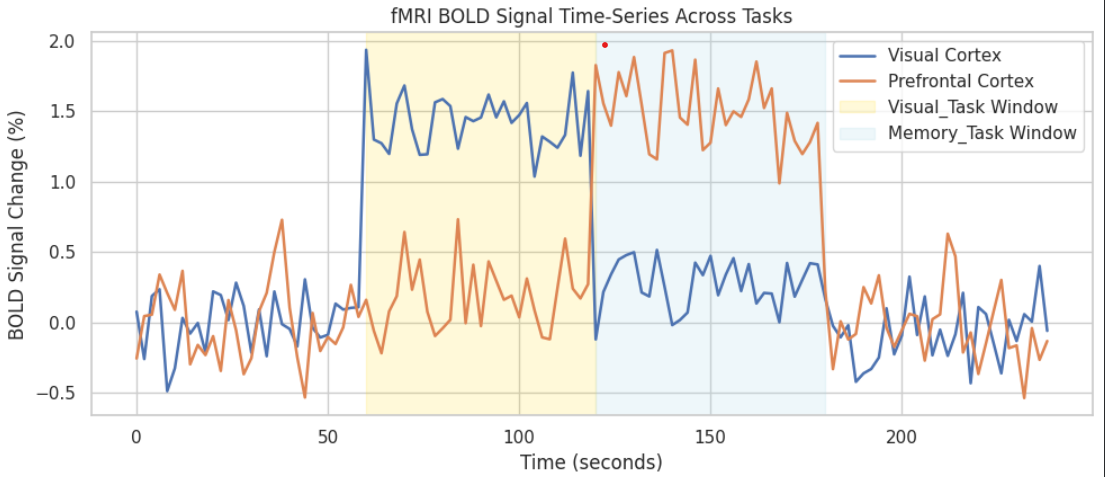 fMRI BOLD Signal Time-Series Across Tasks
2.0
1.5
1.0
0.5
0.0
−0.5
BOLD Signal Change (%)
Visual Cortex
Prefrontal Cortex
Visual_Task Window
Memory_Task Window
0
50
100
150
200
Time (seconds)